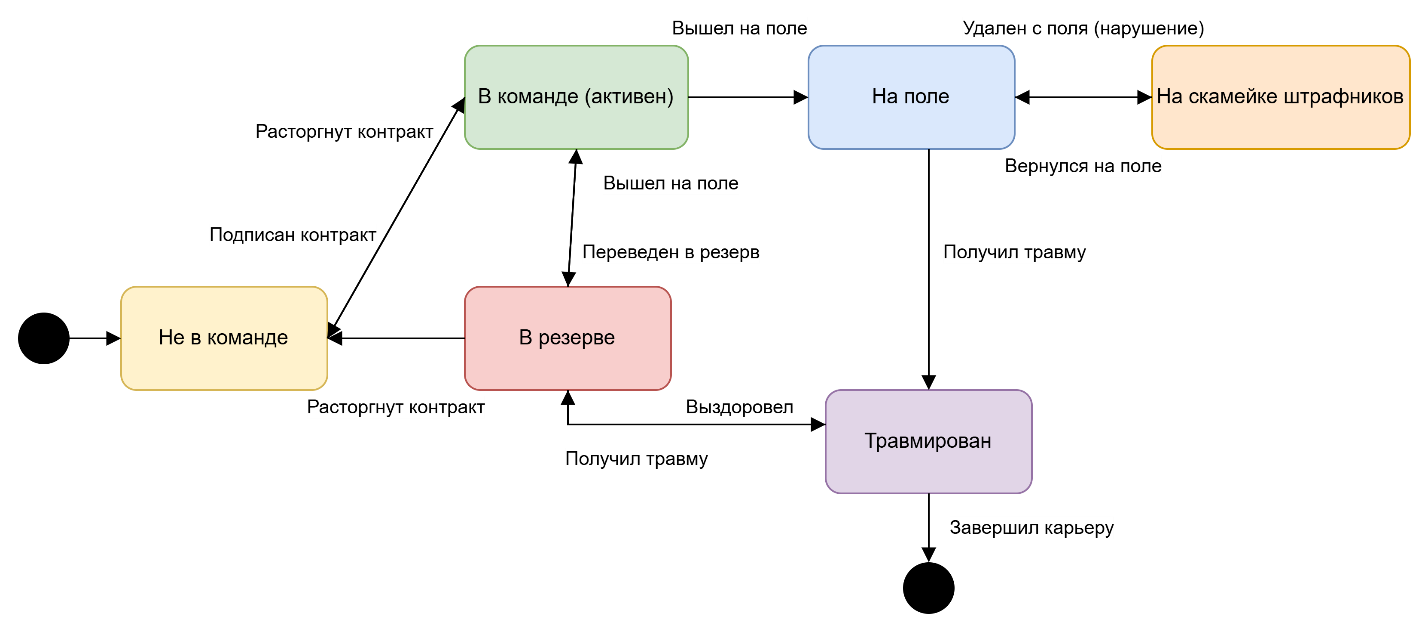 Вышел на поле
Удален с поля (нарушение)
В команде (активен)
На поле
На скамейке штрафников
Расторгнут контракт
Вернулся на поле
Вышел на поле
Подписан контракт
Переведен в резерв
Получил травму
Не в команде
В резерве
Расторгнут контракт
Выздоровел
Травмирован
Получил травму
Завершил карьеру